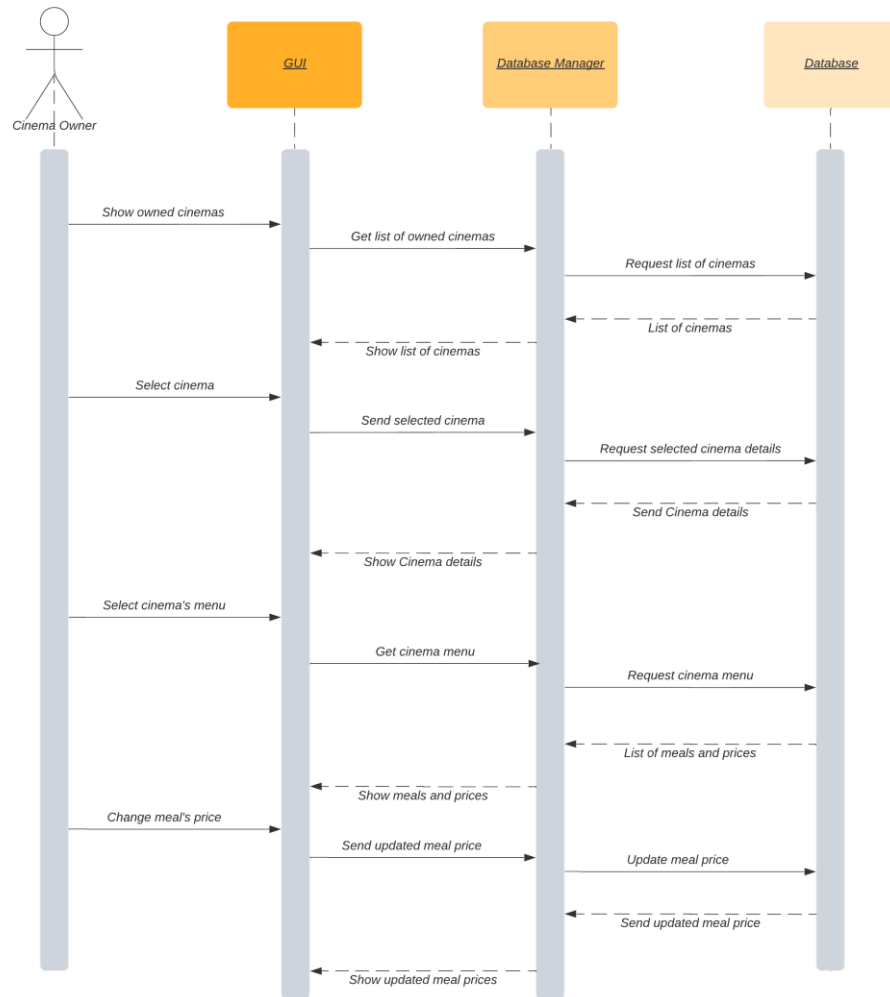 GUI
Database Manager
Database
Cinema Owner
Show owned cinemas
Get list of owned cinemas
Request list of cinemas
List of cinemas
Show list of cinemas
Select cinema
Send selected cinema
Request selected cinema details
Send Cinema details
Show Cinema details
Select cinema's menu
Get cinema menu
Request cinema menu
List of meals and prices
Show meals and prices
Change meal's price
Send updated meal price
Update meal price
Send updated meal price
Show updated meal prices